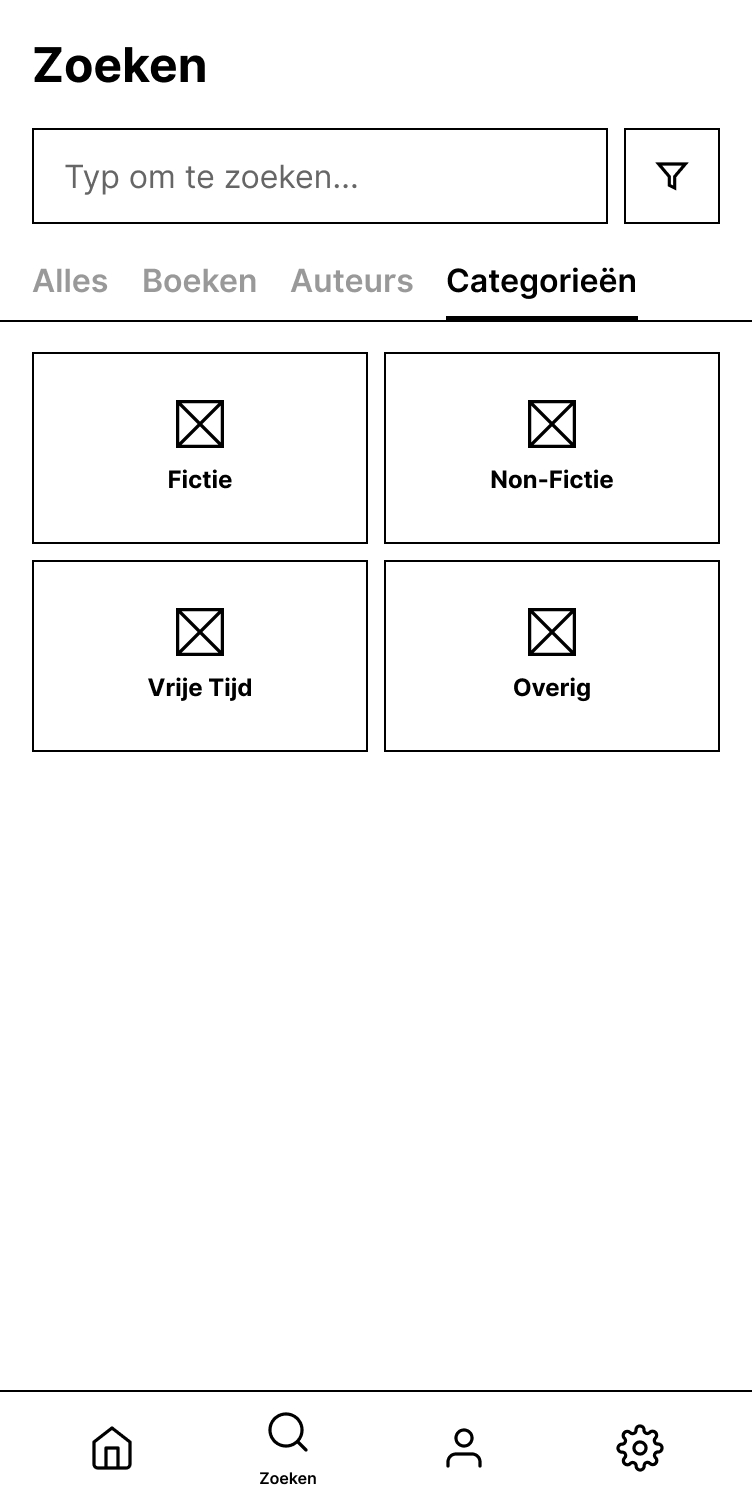 Zoeken
Typ om te zoeken...
Alles Boeken Auteurs Categorieën
Fictie Non-Fictie
Vrije Tijd Overig
Zoeken